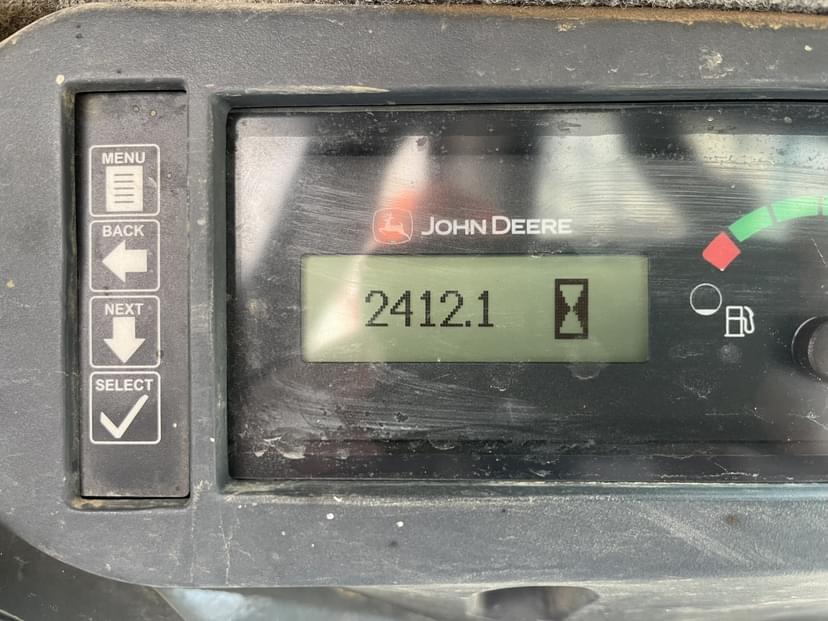 MENU
BACK
NEXT
SELECT
JOHN DEERE
2412.1